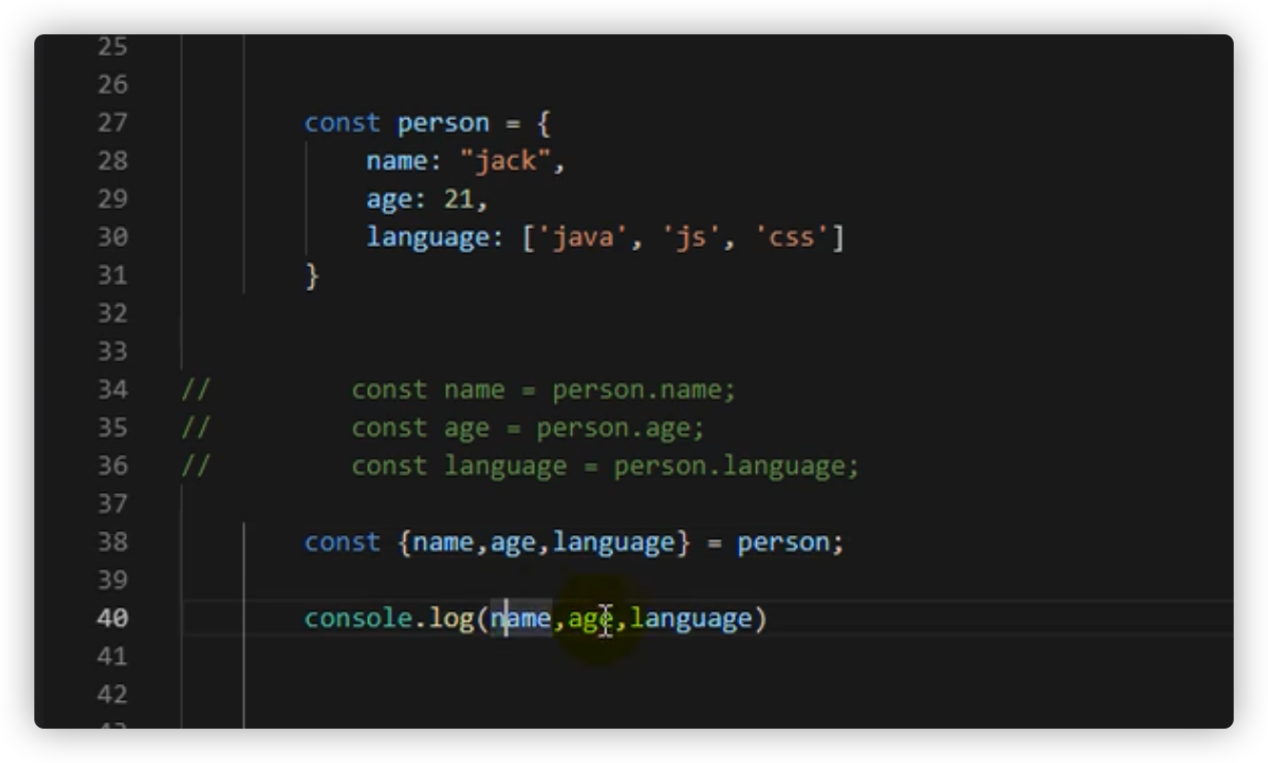 25
26
27 const person = {
28 name: "jack",
29 age: 21,
30 language: ['java', 'js', 'css']
31 }
32
33
34 // const name = person.name;
35 // const age = person.age;
36 // const language = person.language;
37
38 const {name,age,language} = person;
39
40 console.log(name,age,language)
41
42